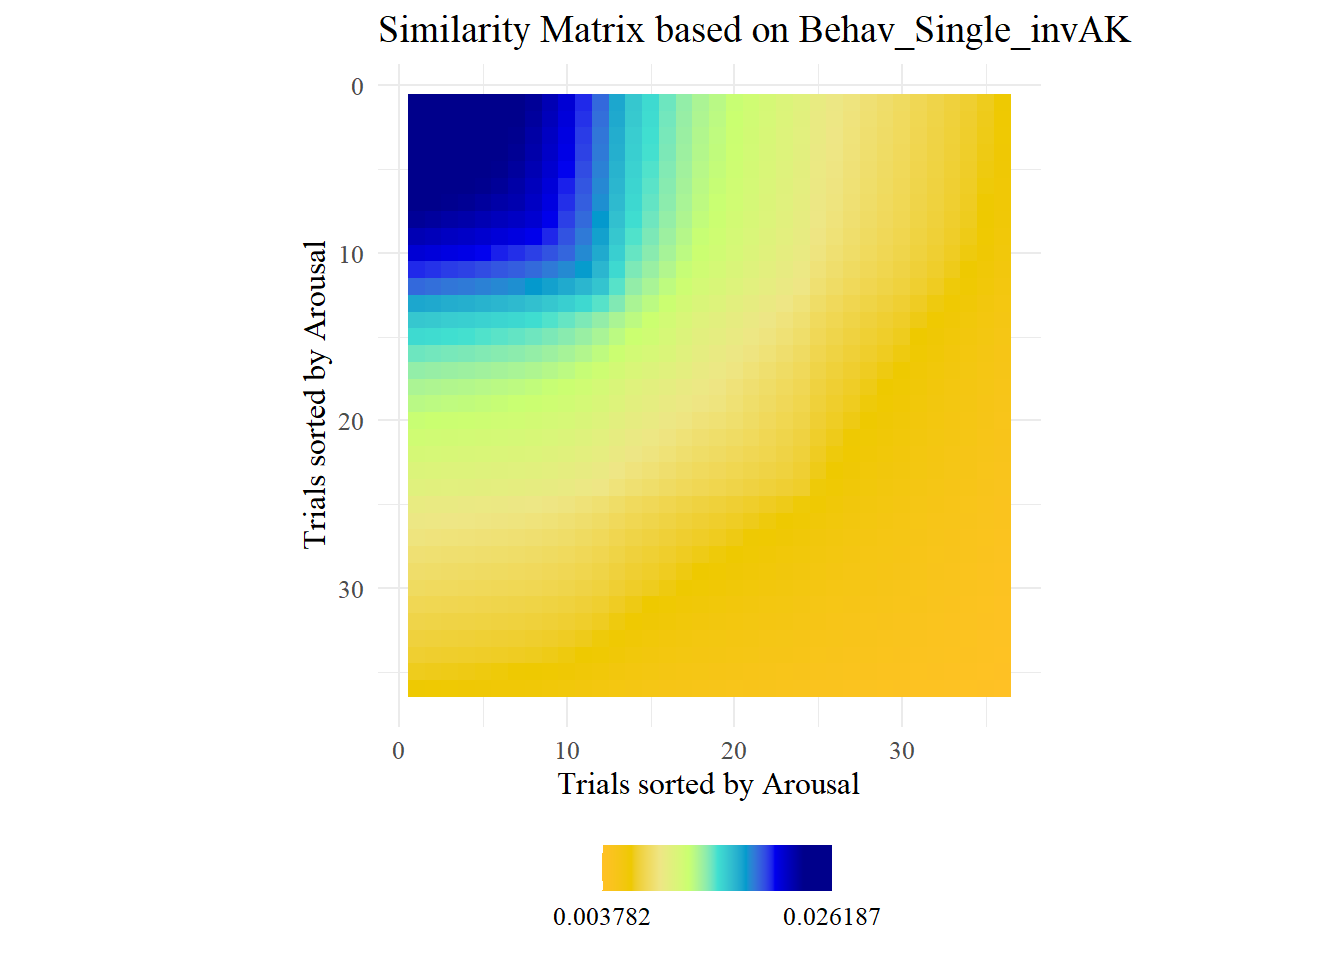 Similarity Matrix based on Behav_Single_invAK
0
10
20
30
Trials sorted by Arousal
0 10 20 30
Trials sorted by Arousal
0.003782 0.026187